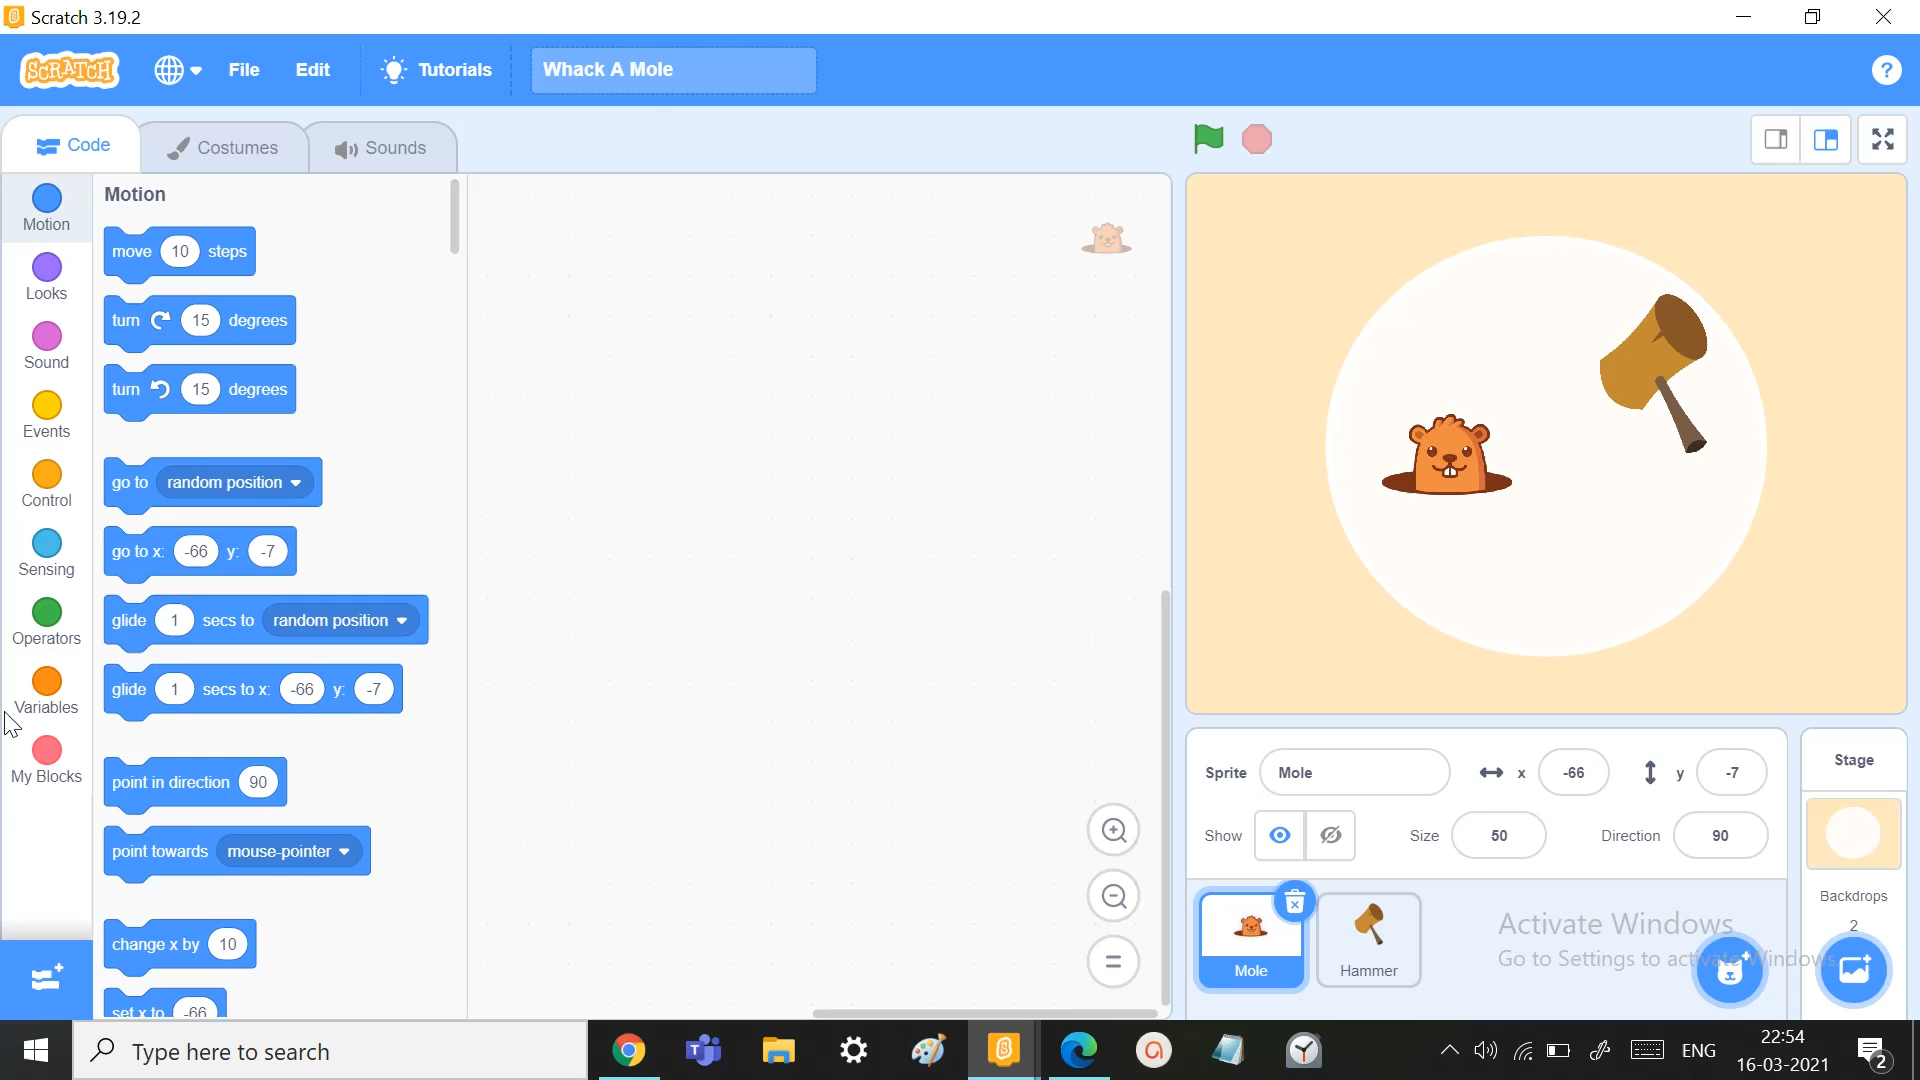 Scratch 3.19.2
SCRATCH
File
Edit
Tutorials
Whack A Mole
?
Code
Costumes
Sounds
Motion
Looks
Sound
Events
Control
Sensing
Operators
Variables
My Blocks
Motion
move 10 steps
turn 15 degrees
turn 15 degrees
go to random position
go to x: -66 y: -7
glide 1 secs to random position
glide 1 secs to x: -66 y: -7
point in direction 90
point towards mouse-pointer
change x by 10
set x to -66
Sprite Mole x -66 y -7
Show Size 50 Direction 90
Mole
Hammer
Stage
Backdrops
2
Activate Windows
Go to Settings to activate Windows
Type here to search
ENG
22:54
16-03-2021
2